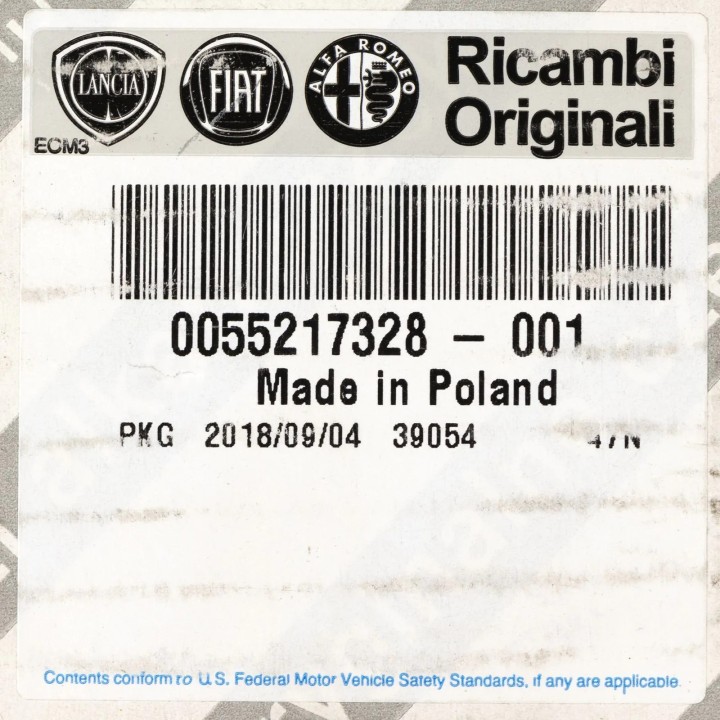 LANCIA FIAT ALFA ROMEO
Ricambi
Originali
ECM3
0055217328 - 001
Made in Poland
PKG 2018/09/04 39054 47N
Contents conform to U.S. Federal Motor Vehicle Safety Standards, if any are applicable.